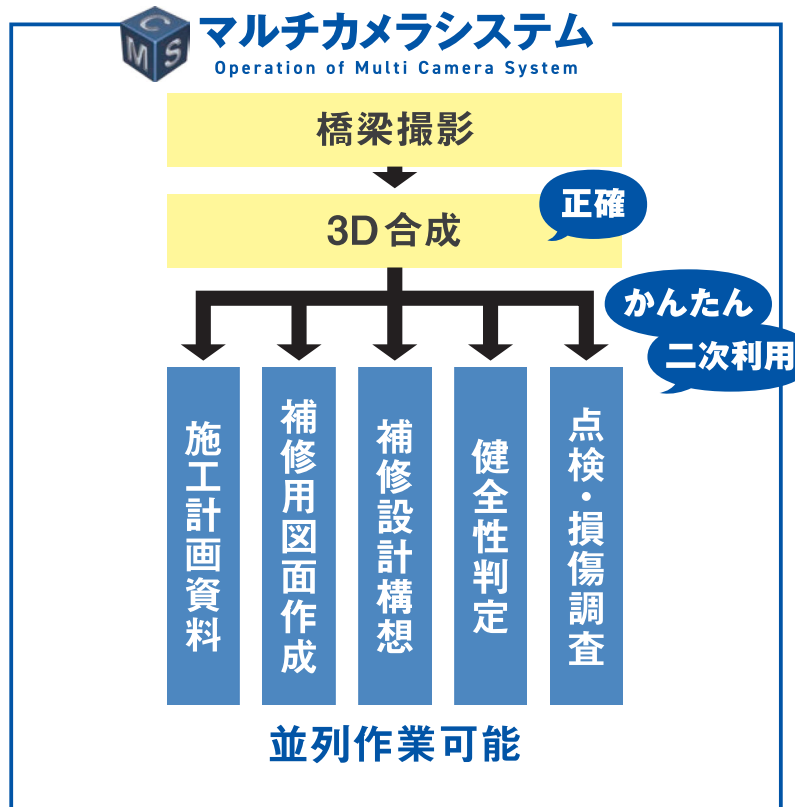 CMS
マルチカメラシステム
Operation of Multi Camera System
橋梁撮影
3D合成
正確
かんたん
二次利用
点検・損傷調査
健全性判定
補修設計構想
補修用図面作成
施工計画資料
並列作業可能